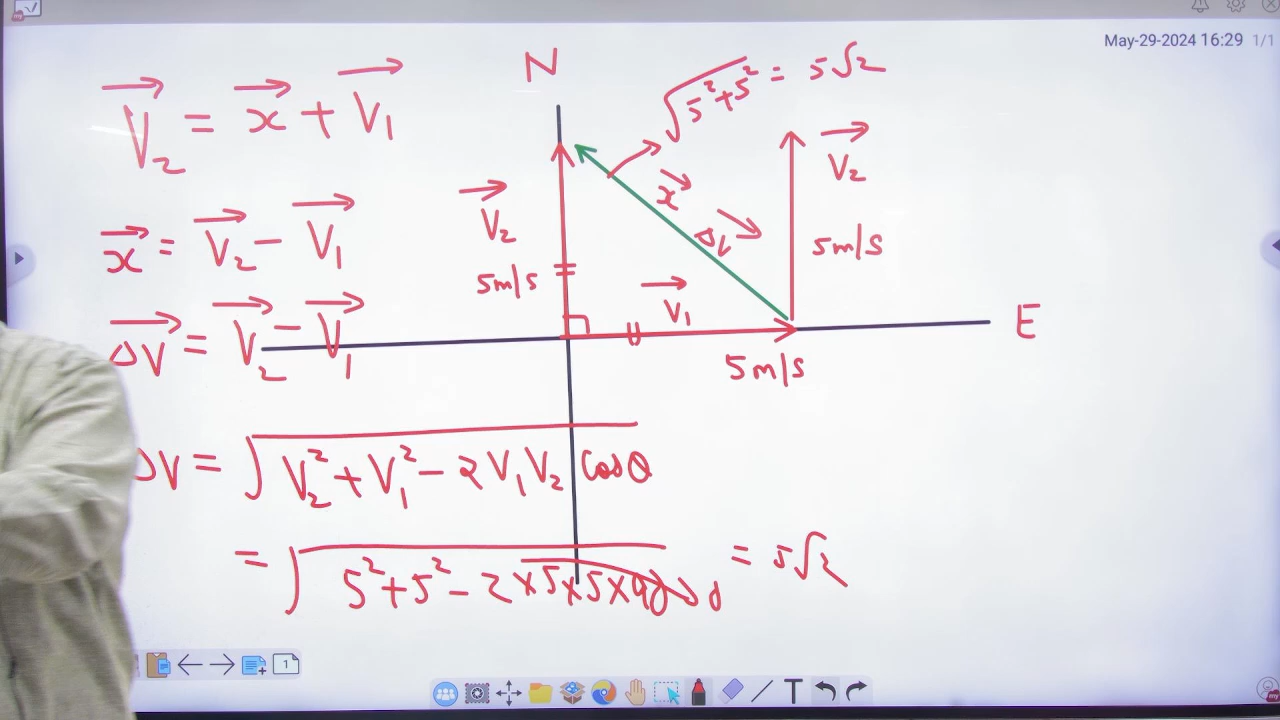 May-29-2024 16:29 1/1
N
√(5²+5²) = 5√2
V₂⃗ = x⃗ + V₁⃗
V₂⃗
V₂⃗
x⃗
x⃗ = V₂⃗ − V₁⃗
ΔV⃗
5m/s
5m/s
V₁⃗
E
ΔV⃗ = V₂⃗ − V₁⃗
5m/s
ΔV = √(V₂² + V₁² − 2V₁V₂ cosθ)
= √(5²+5² − 2×5×5×) = 5√2
1
T